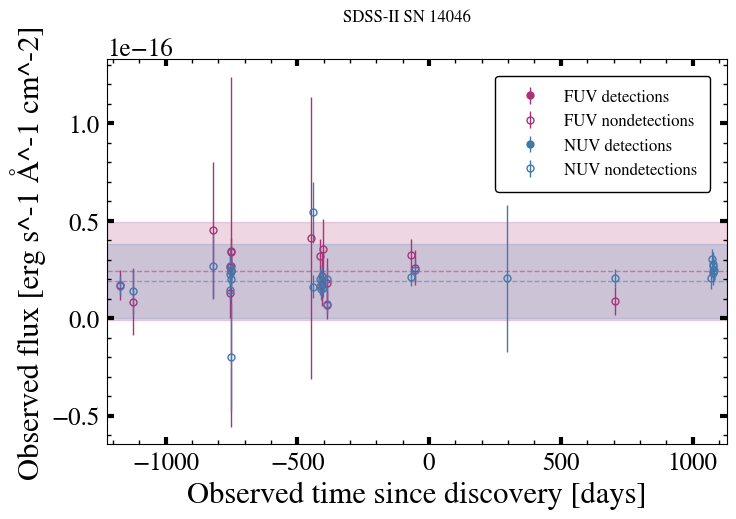 SDSS-II SN 14046
1e−16
Observed flux [erg s^-1 Å^-1 cm^-2]
1.0
0.5
0.0
−0.5
FUV detections
FUV nondetections
NUV detections
NUV nondetections
−1000 −500 0 500 1000
Observed time since discovery [days]